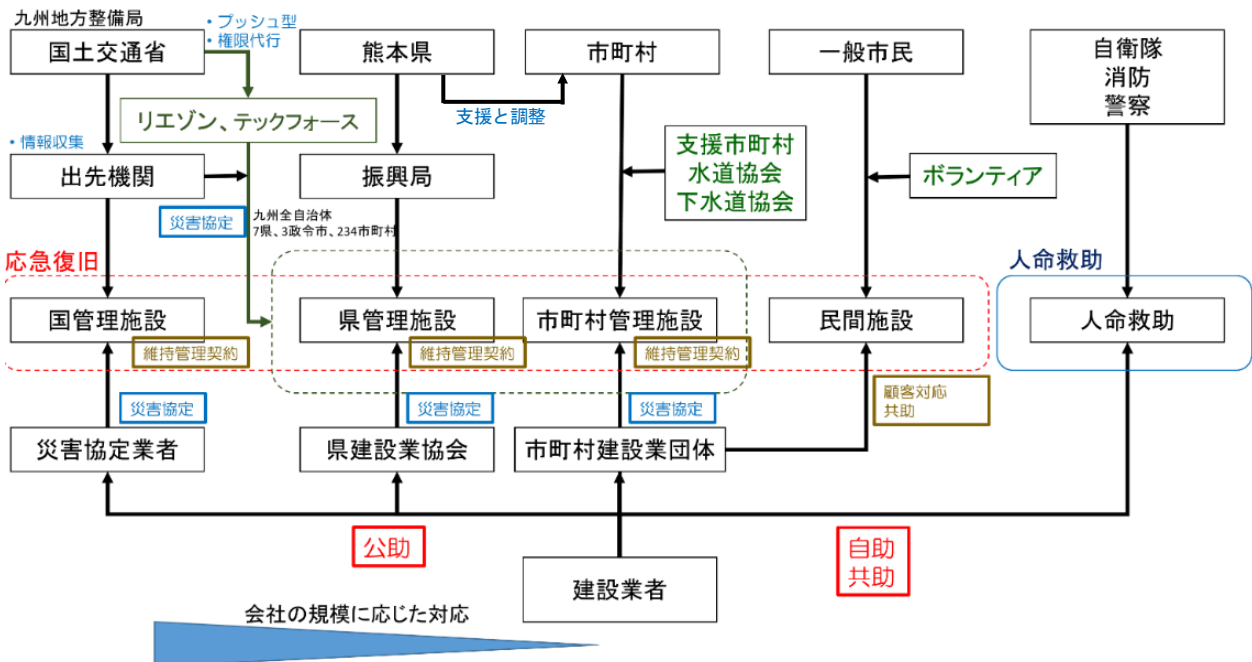 九州地方整備局
国土交通省
・プッシュ型
・権限代行
熊本県
市町村
一般市民
自衛隊
消防
警察
支援と調整
リエゾン、テックフォース
・情報収集
出先機関
振興局
支援市町村
水道協会
下水道協会
ボランティア
災害協定
九州全自治体
7県、3政令市、234市町村
応急復旧
人命救助
国管理施設
県管理施設
市町村管理施設
民間施設
人命救助
維持管理契約
維持管理契約
維持管理契約
災害協定
災害協定
災害協定
顧客対応
共助
災害協定業者
県建設業協会
市町村建設業団体
公助
自助
共助
建設業者
会社の規模に応じた対応